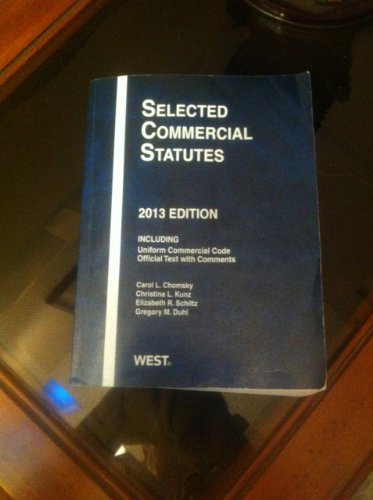 SELECTED
COMMERCIAL
STATUTES
2013 EDITION
INCLUDING
Uniform Commercial Code
Official Text with Comments
Carol L. Chomsky
Christina L. Kunz
Elizabeth R. Schiltz
Gregory M. Duhl
WEST®